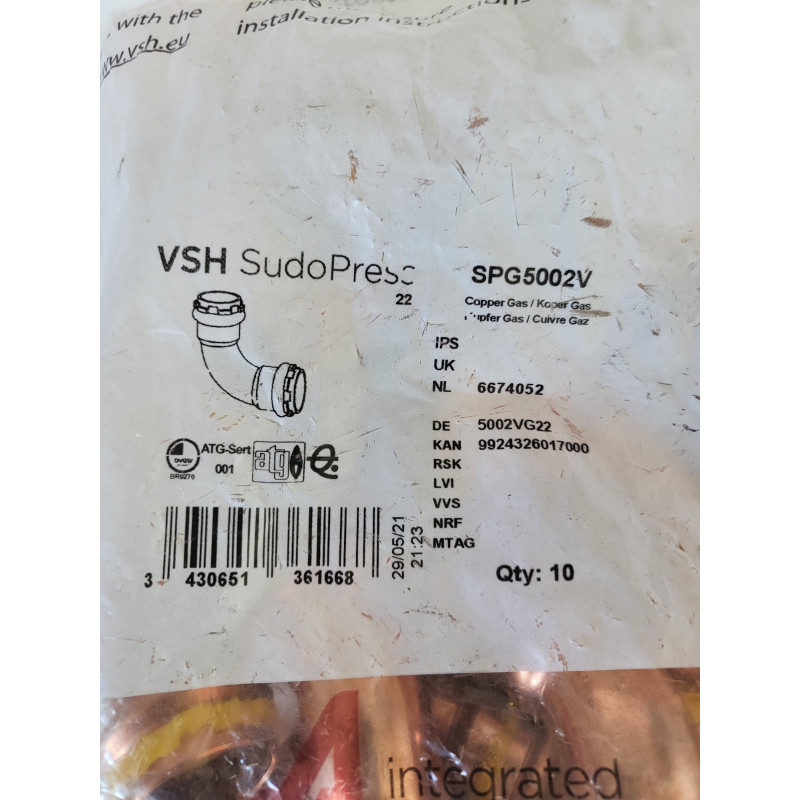 with the
www.vsh.eu
installation instructions
VSH SudoPress
22
SPG5002V
Copper Gas / Koper Gas
Kupfer Gas / Cuivre Gaz
IPS
UK
NL 6674052
DE 5002VG22
KAN 9924326017000
RSK
LVI
VVS
NRF
MTAG
DVGW
ATG-Sert
001
atg
3 430651 361668
29/05/21
21:23
Qty: 10
integrated